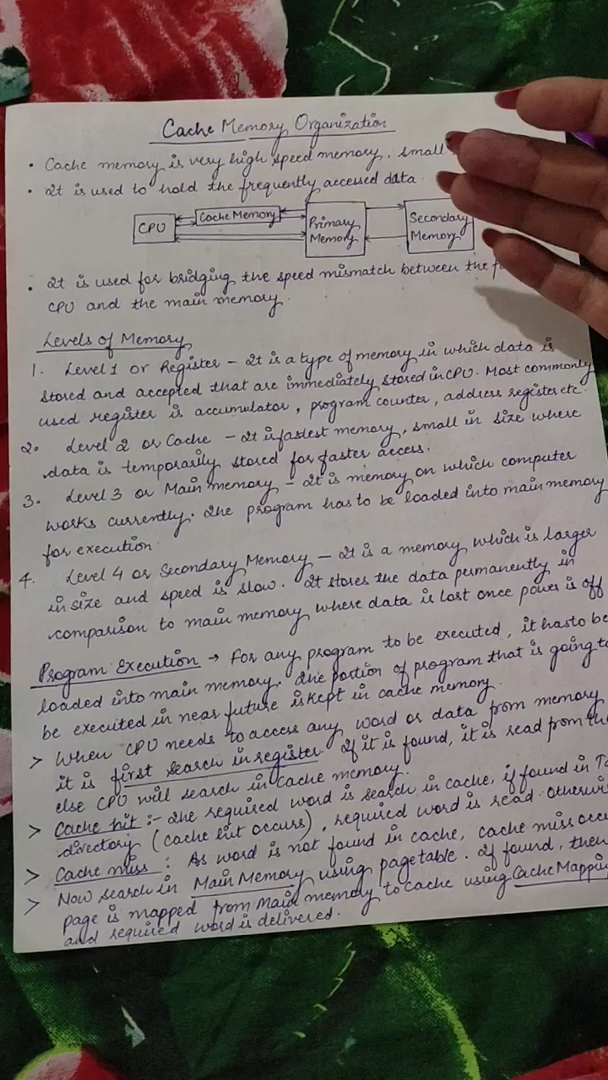 Cache Memory Organization
• Cache memory is very high speed memory, small
• It is used to hold the frequently accessed data.
CPU Cache Memory Primary Memory Secondary Memory
• It is used for bridging the speed mismatch between the
CPU and the main memory.
Levels of Memory
1. Level 1 or Register - It is a type of memory in which data is
stored and accepted that are immediately stored in CPU. Most commonly
used register is accumulator, program counter, address register etc.
2. Level 2 or Cache - It is fastest memory, small in size where
data is temporarily stored for faster access.
3. Level 3 or Main memory - It is memory on which computer
works currently. The program has to be loaded into main memory
for execution
4. Level 4 or Secondary Memory - It is a memory which is larger
in size and speed is slow. It stores the data permanently in
comparison to main memory where data is lost once power is off
Program Execution → For any program to be executed, it has to be
loaded into main memory. The portion of program that is going to
be executed in near future is kept in cache memory.
> When CPU needs to access any word or data from memory
it is first search in register. If it is found, it is read from
else CPU will search in cache memory.
> Cache hit :- The required word is search in cache, if found in
directory (cache hit occurs), required word is read.
> Cache miss : As word is not found in cache, cache miss
> Now search in Main Memory using page table. If found, then
page is mapped from main memory to cache using Cache
and required word is delivered.